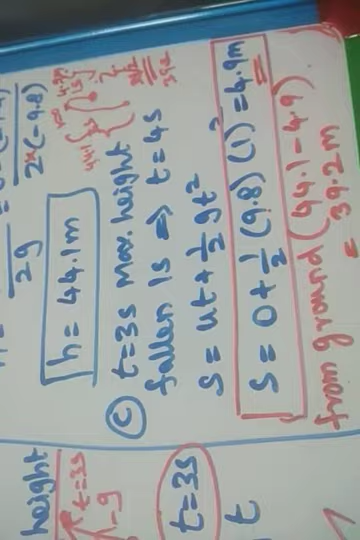 2g
2×(-9.8)
h = 44.1m
(c) t=3s max. height
fallen 1s ⇒ t=4s
s = ut + 1/2 gt²
s = 0 + 1/2 (9.8) (1)² = 4.9m
from ground (44.1 - 4.9)
= 39.2m
height
t=3s
-g
t=3s
t